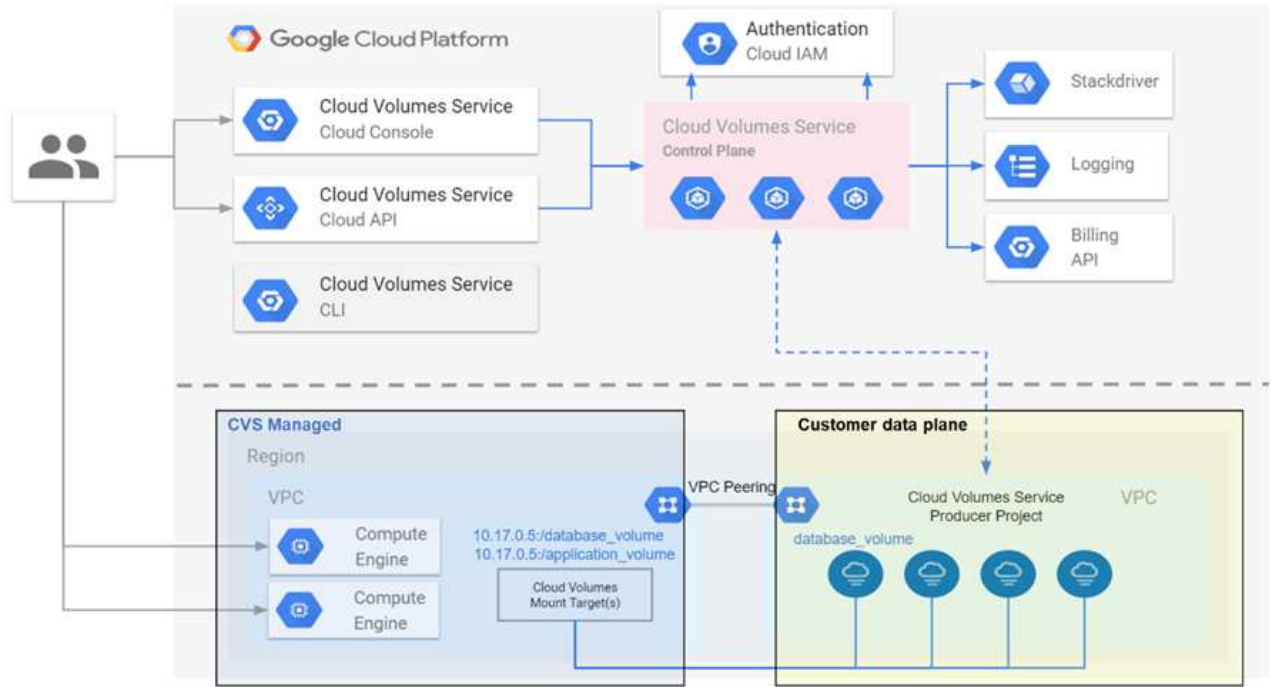 Google Cloud Platform
Authentication
Cloud IAM
Cloud Volumes Service
Cloud Console
Cloud Volumes Service
Cloud API
Cloud Volumes Service
CLI
Cloud Volumes Service
Control Plane
Stackdriver
Logging
Billing
API
CVS Managed
Region
VPC
Compute
Engine
Compute
Engine
10.17.0.5:/database_volume
10.17.0.5:/application_volume
Cloud Volumes
Mount Target(s)
VPC Peering
Customer data plane
Cloud Volumes Service
Producer Project
VPC
database_volume